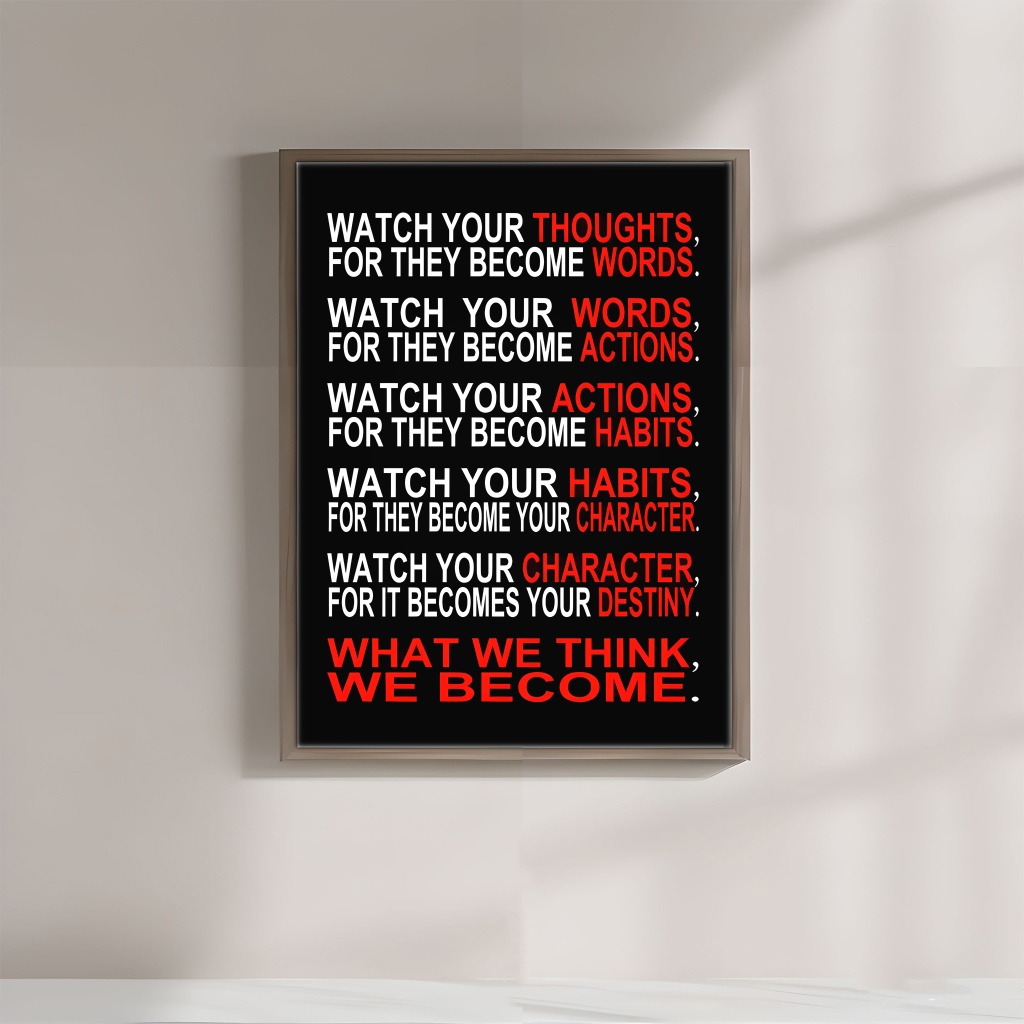 WATCH YOUR THOUGHTS,
FOR THEY BECOME WORDS.
WATCH YOUR WORDS,
FOR THEY BECOME ACTIONS.
WATCH YOUR ACTIONS,
FOR THEY BECOME HABITS.
WATCH YOUR HABITS,
FOR THEY BECOME YOUR CHARACTER.
WATCH YOUR CHARACTER,
FOR IT BECOMES YOUR DESTINY.
WHAT WE THINK,
WE BECOME.